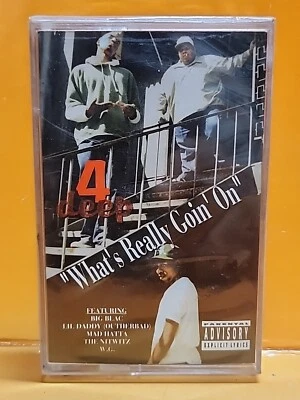 4
deep
"What's Really Goin' On"
FEATURING
BIG BLAC
LIL DADDY (OUTHERBAD)
MAD HATTA
THE NITWITZ
W.G.
PARENTAL
ADVISORY
EXPLICIT LYRICS